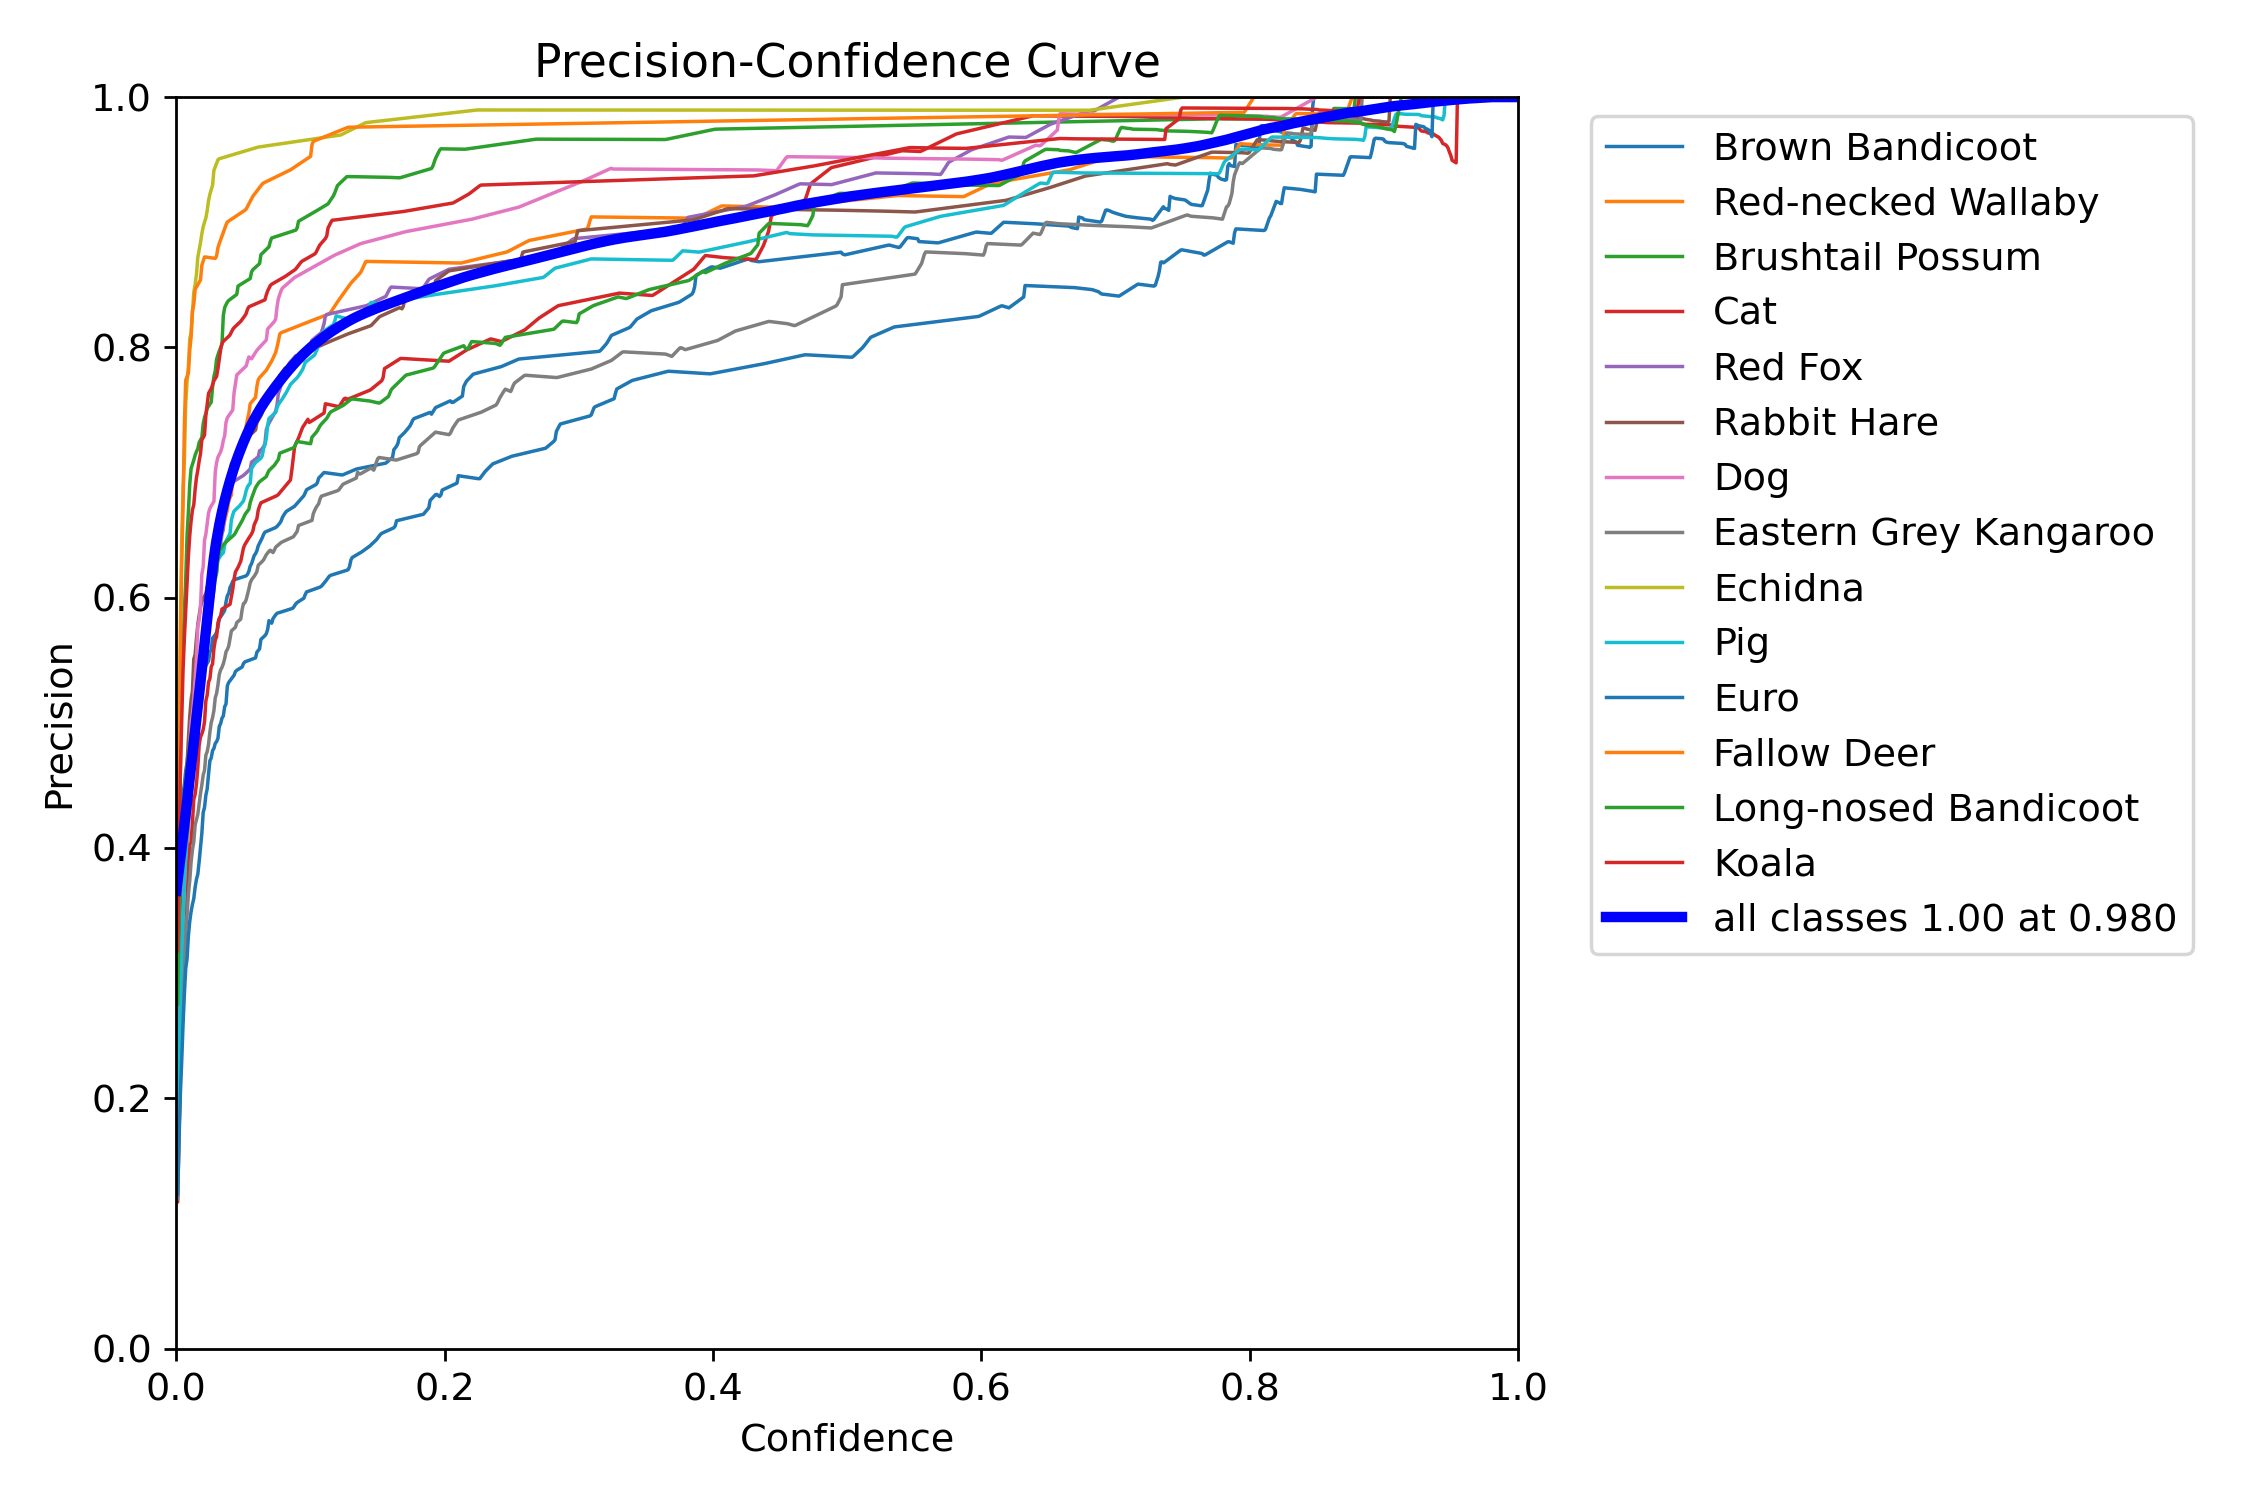 Precision-Confidence Curve
1.0
0.8
0.6
0.4
0.2
0.0
Precision
0.0 0.2 0.4 0.6 0.8 1.0
Confidence
Brown Bandicoot
Red-necked Wallaby
Brushtail Possum
Cat
Red Fox
Rabbit Hare
Dog
Eastern Grey Kangaroo
Echidna
Pig
Euro
Fallow Deer
Long-nosed Bandicoot
Koala
all classes 1.00 at 0.980